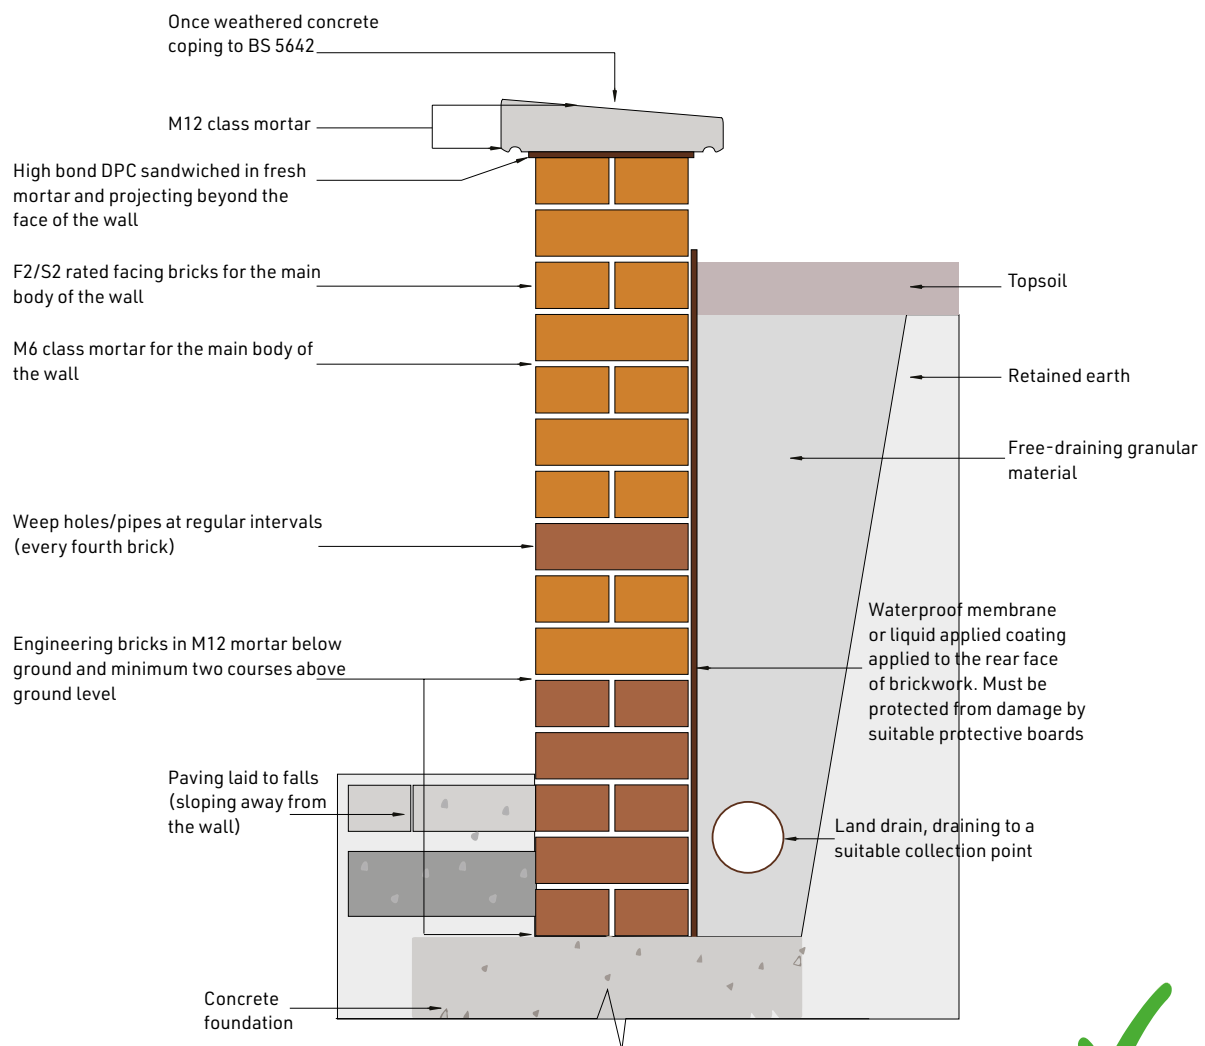 Once weathered concrete
coping to BS 5642
M12 class mortar
High bond DPC sandwiched in fresh
mortar and projecting beyond the
face of the wall
F2/S2 rated facing bricks for the main
body of the wall
M6 class mortar for the main body of
the wall
Weep holes/pipes at regular intervals
(every fourth brick)
Engineering bricks in M12 mortar below
ground and minimum two courses above
ground level
Paving laid to falls
(sloping away from
the wall)
Concrete
foundation
Topsoil
Retained earth
Free-draining granular
material
Waterproof membrane
or liquid applied coating
applied to the rear face
of brickwork. Must be
protected from damage by
suitable protective boards
Land drain, draining to a
suitable collection point